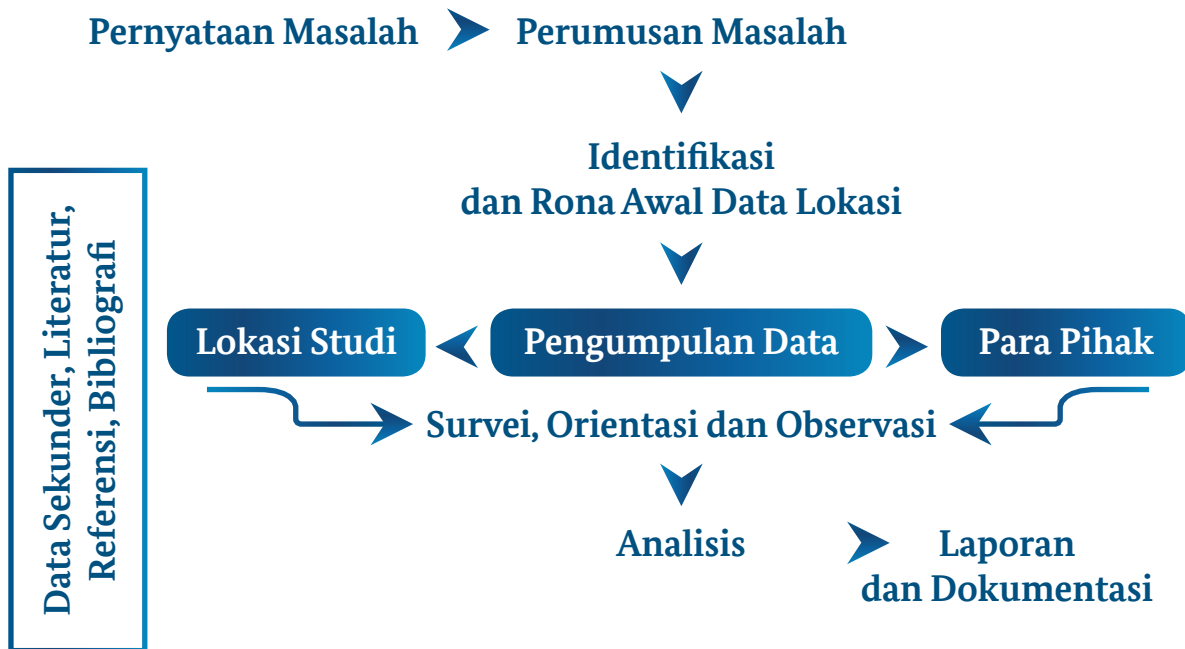 Pernyataan Masalah
Perumusan Masalah
Identifikasi
dan Rona Awal Data Lokasi
Data Sekunder, Literatur,
Referensi, Bibliografi
Lokasi Studi
Pengumpulan Data
Para Pihak
Survei, Orientasi dan Observasi
Analisis
Laporan
dan Dokumentasi